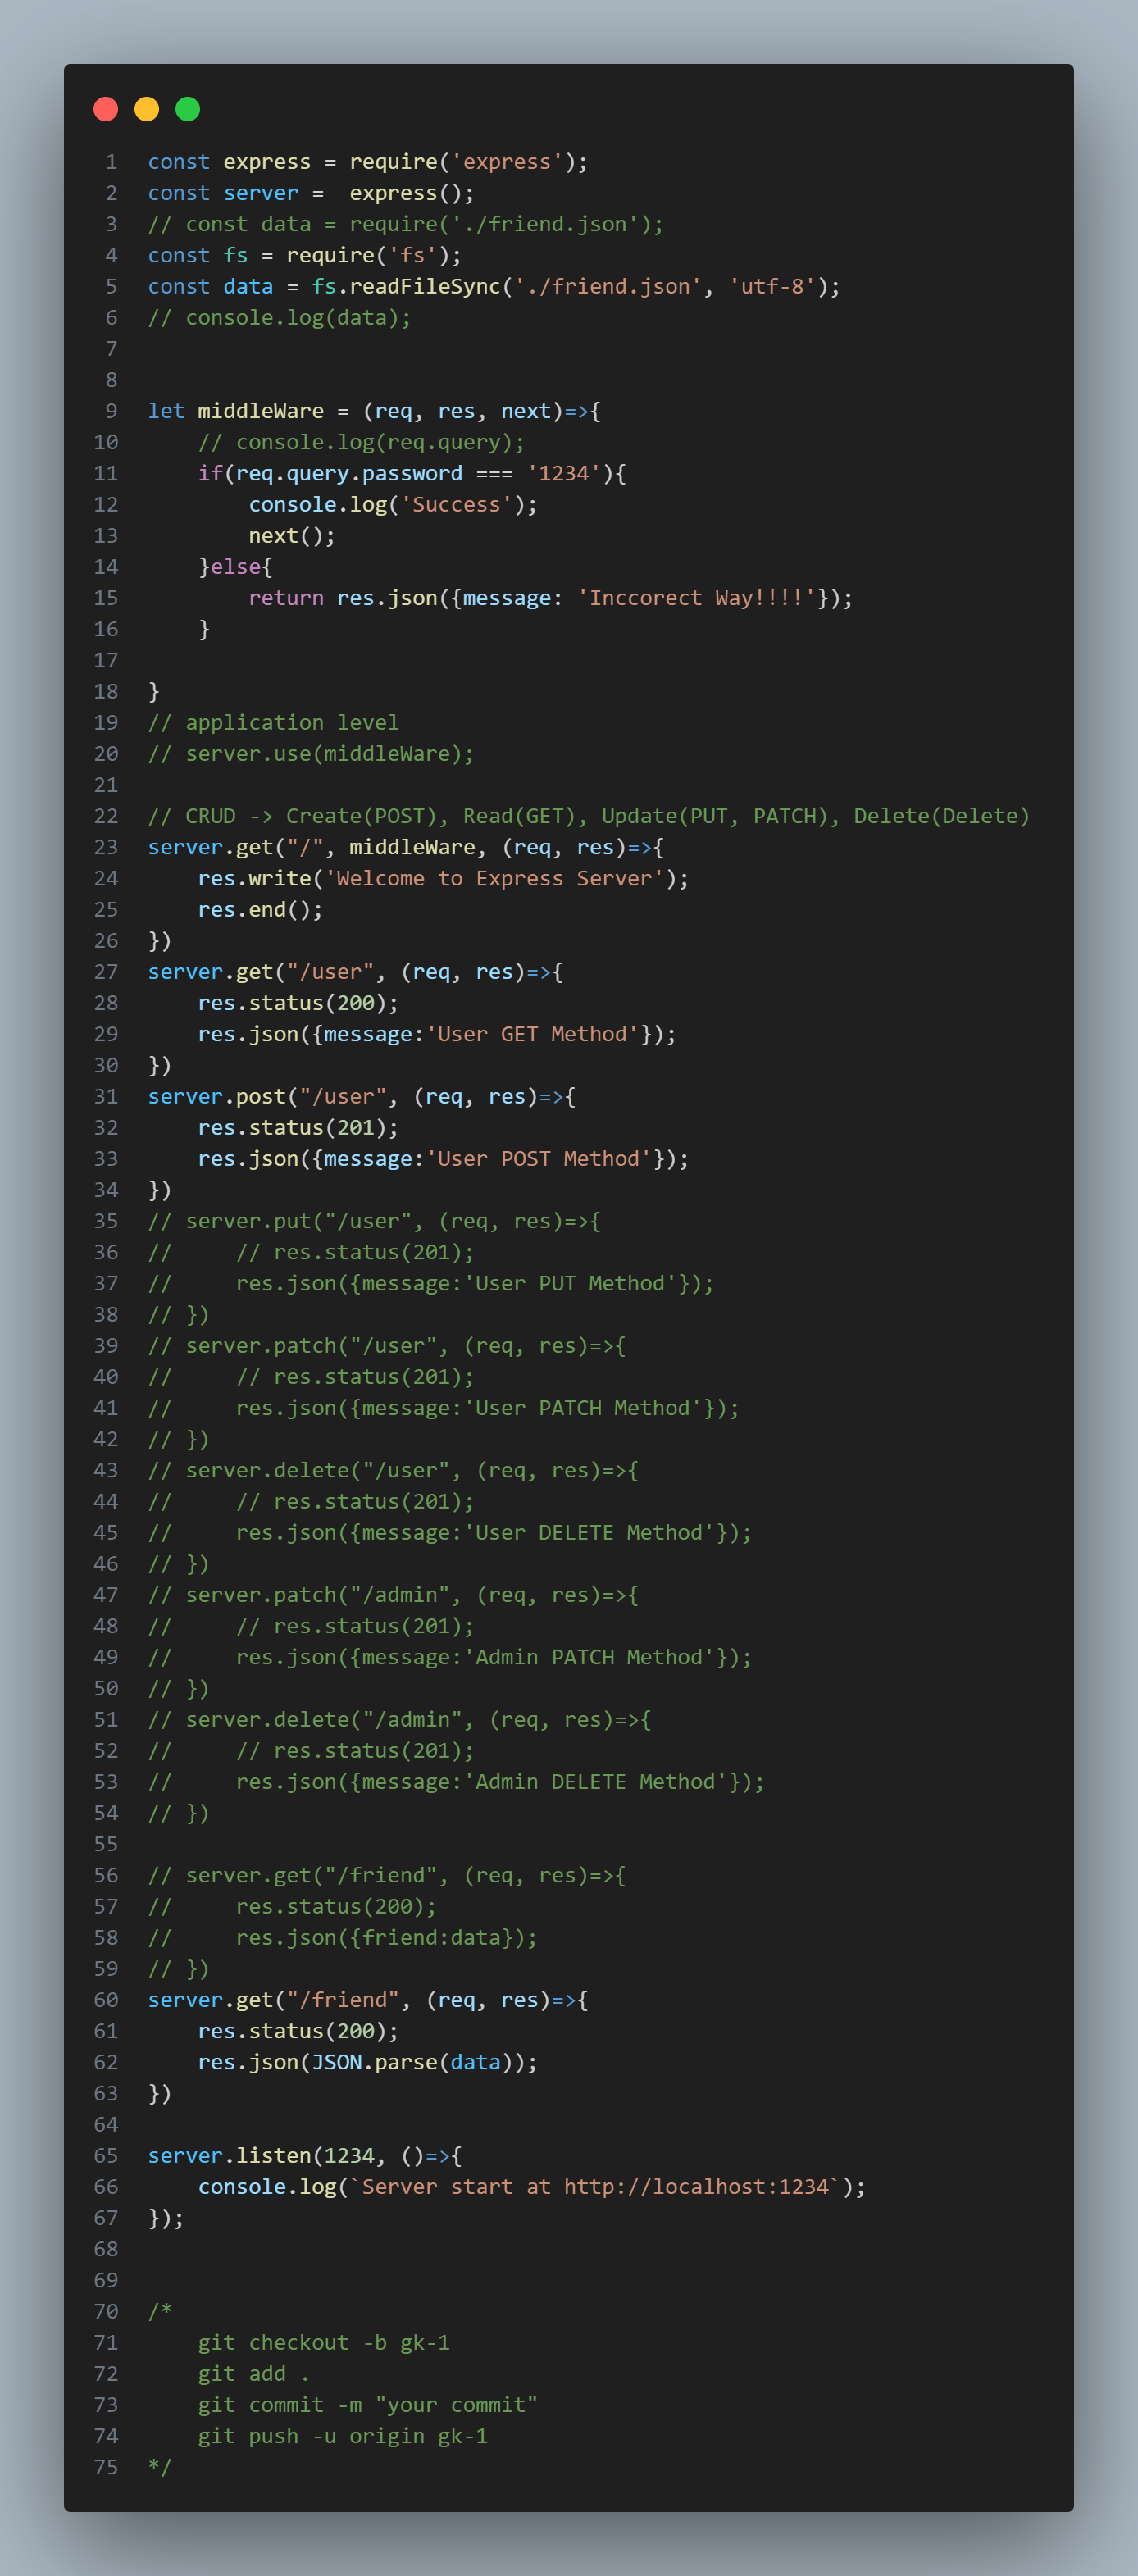 1 const express = require('express');
2 const server =  express();
3 // const data = require('./friend.json');
4 const fs = require('fs');
5 const data = fs.readFileSync('./friend.json', 'utf-8');
6 // console.log(data);
7
8
9 let middleWare = (req, res, next)=>{
10     // console.log(req.query);
11     if(req.query.password === '1234'){
12         console.log('Success');
13         next();
14     }else{
15         return res.json({message: 'Inccorect Way!!!!'});
16     }
17
18 }
19 // application level
20 // server.use(middleWare);
21
22 // CRUD -> Create(POST), Read(GET), Update(PUT, PATCH), Delete(Delete)
23 server.get("/", middleWare, (req, res)=>{
24     res.write('Welcome to Express Server');
25     res.end();
26 })
27 server.get("/user", (req, res)=>{
28     res.status(200);
29     res.json({message:'User GET Method'});
30 })
31 server.post("/user", (req, res)=>{
32     res.status(201);
33     res.json({message:'User POST Method'});
34 })
35 // server.put("/user", (req, res)=>{
36 //     // res.status(201);
37 //     res.json({message:'User PUT Method'});
38 // })
39 // server.patch("/user", (req, res)=>{
40 //     // res.status(201);
41 //     res.json({message:'User PATCH Method'});
42 // })
43 // server.delete("/user", (req, res)=>{
44 //     // res.status(201);
45 //     res.json({message:'User DELETE Method'});
46 // })
47 // server.patch("/admin", (req, res)=>{
48 //     // res.status(201);
49 //     res.json({message:'Admin PATCH Method'});
50 // })
51 // server.delete("/admin", (req, res)=>{
52 //     // res.status(201);
53 //     res.json({message:'Admin DELETE Method'});
54 // })
55
56 // server.get("/friend", (req, res)=>{
57 //     res.status(200);
58 //     res.json({friend:data});
59 // })
60 server.get("/friend", (req, res)=>{
61     res.status(200);
62     res.json(JSON.parse(data));
63 })
64
65 server.listen(1234, ()=>{
66     console.log(`Server start at http://localhost:1234`);
67 });
68
69
70 /*
71     git checkout -b gk-1
72     git add .
73     git commit -m "your commit"
74     git push -u origin gk-1
75 */